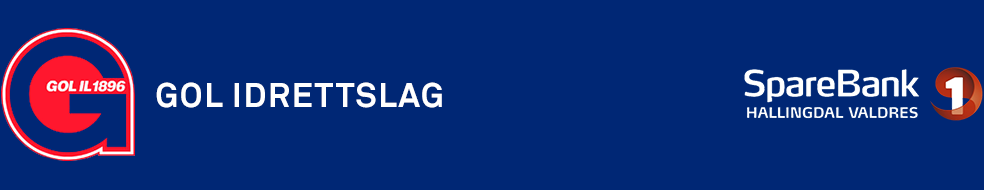 GOL IL 1896
GOL IDRETTSLAG
SpareBank 1
HALLINGDAL VALDRES